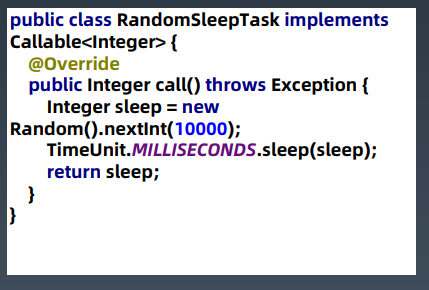 public class RandomSleepTask implements
Callable<Integer> {
@Override
public Integer call() throws Exception {
Integer sleep = new
Random().nextInt(10000);
TimeUnit.MILLISECONDS.sleep(sleep);
return sleep;
}
}